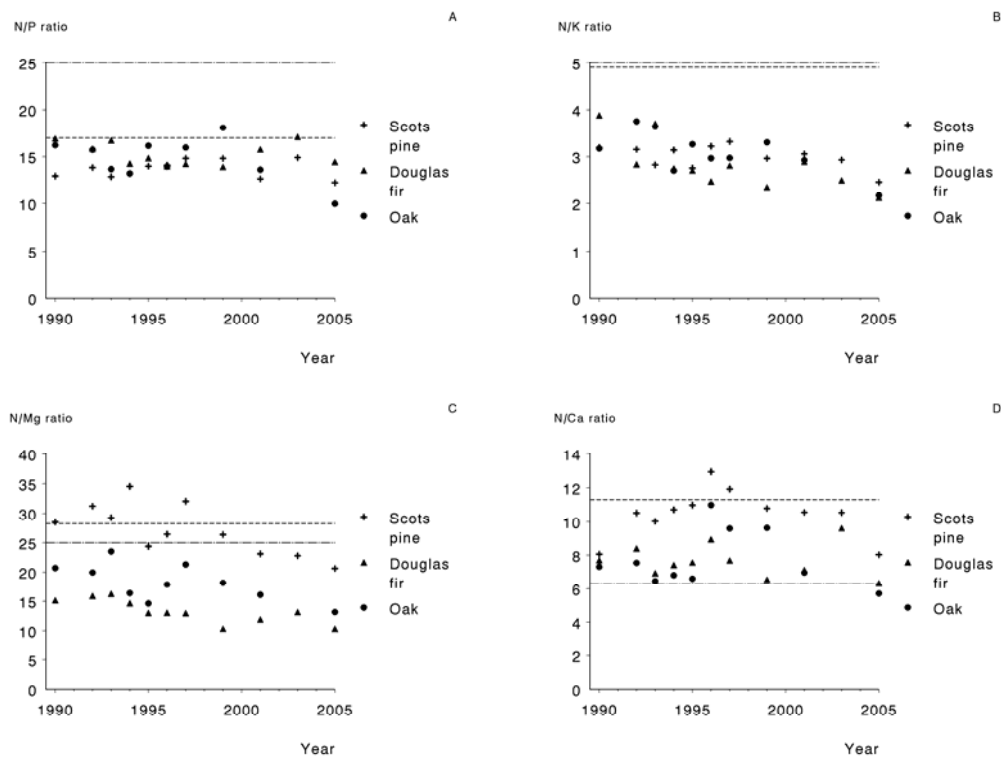 A
N/P ratio
25
20
15
10
5
0
1990
1995
2000
2005
Year
Scots
pine
Douglas
fir
Oak
B
N/K ratio
5
4
3
2
1
0
1990
1995
2000
2005
Year
Scots
pine
Douglas
fir
Oak
C
N/Mg ratio
40
35
30
25
20
15
10
5
0
1990
1995
2000
2005
Year
Scots
pine
Douglas
fir
Oak
D
N/Ca ratio
14
12
10
8
6
4
2
0
1990
1995
2000
2005
Year
Scots
pine
Douglas
fir
Oak